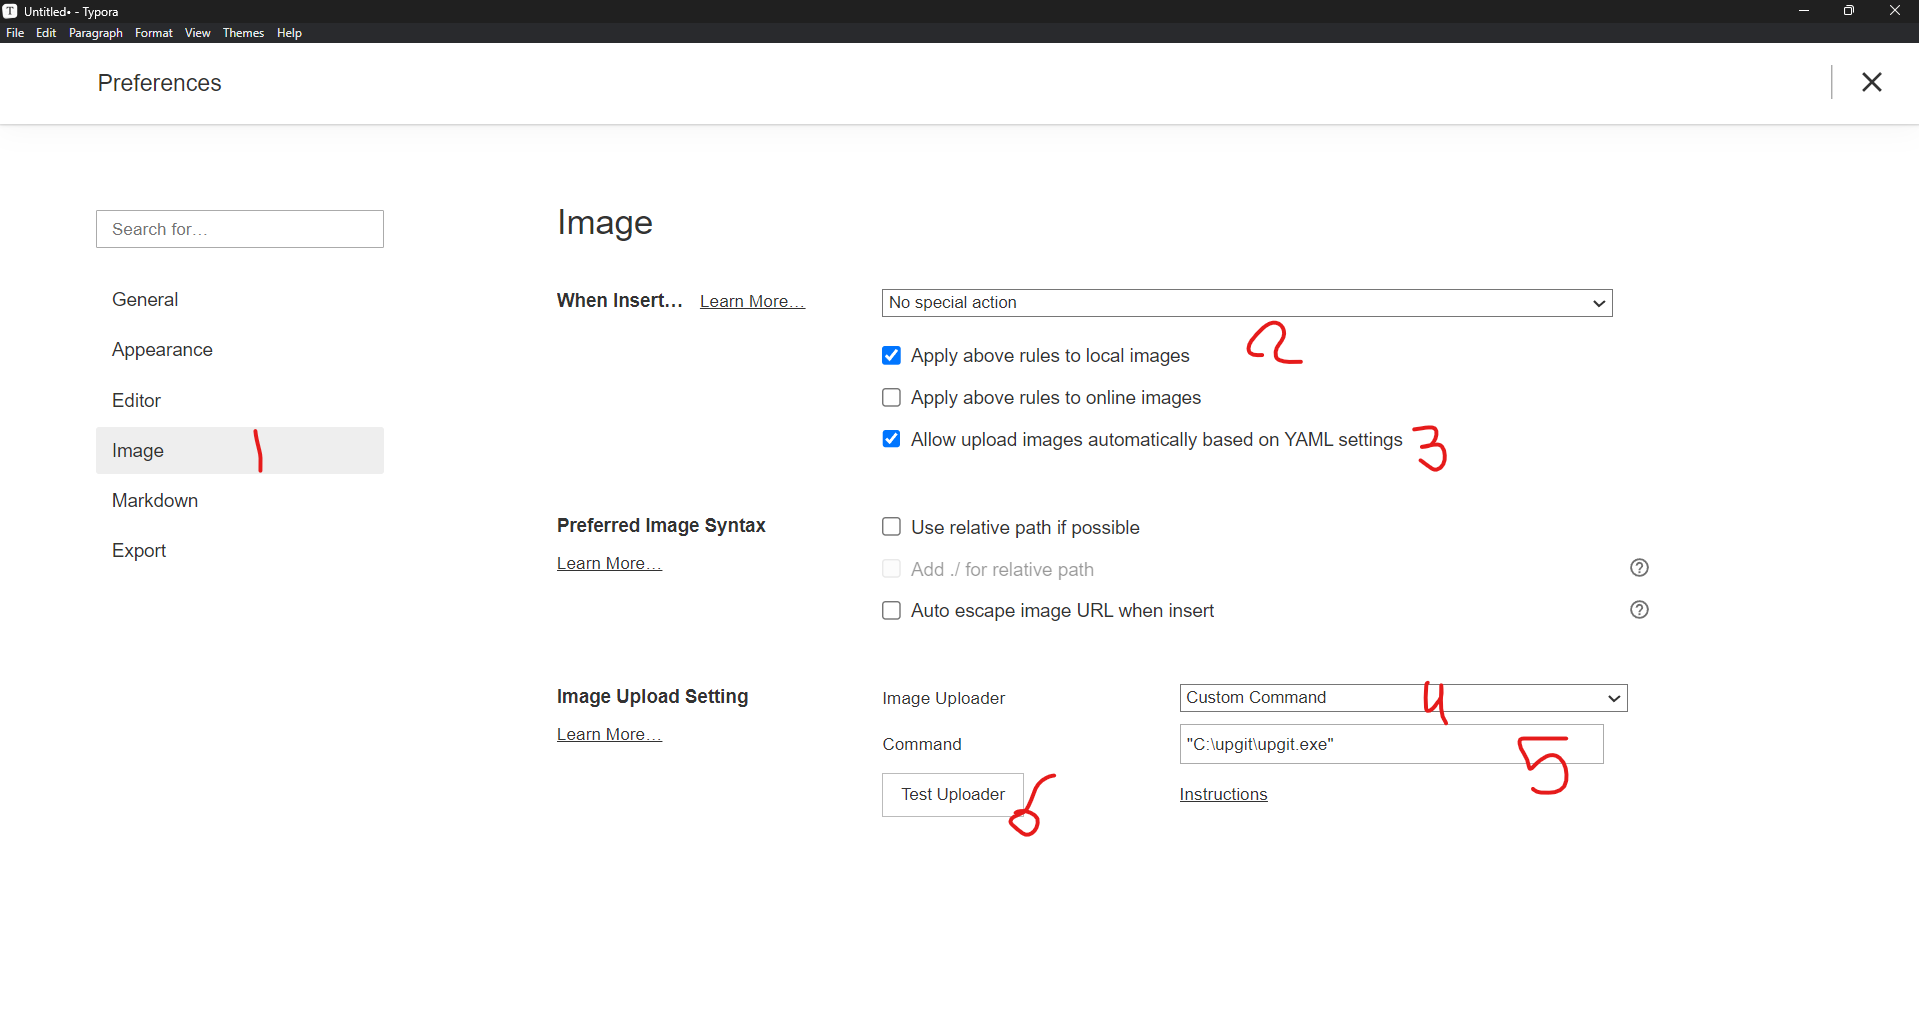 T Untitled• - Typora
File Edit Paragraph Format View Themes Help
Preferences
Search for...
General
Appearance
Editor
Image 1
Markdown
Export
Image
When Insert... Learn More... No special action
2
Apply above rules to local images
Apply above rules to online images
Allow upload images automatically based on YAML settings 3
Preferred Image Syntax Use relative path if possible
Learn More... Add ./ for relative path ?
Auto escape image URL when insert ?
Image Upload Setting Image Uploader Custom Command 4
Learn More... Command "C:\upgit\upgit.exe" 5
Test Uploader 6 Instructions